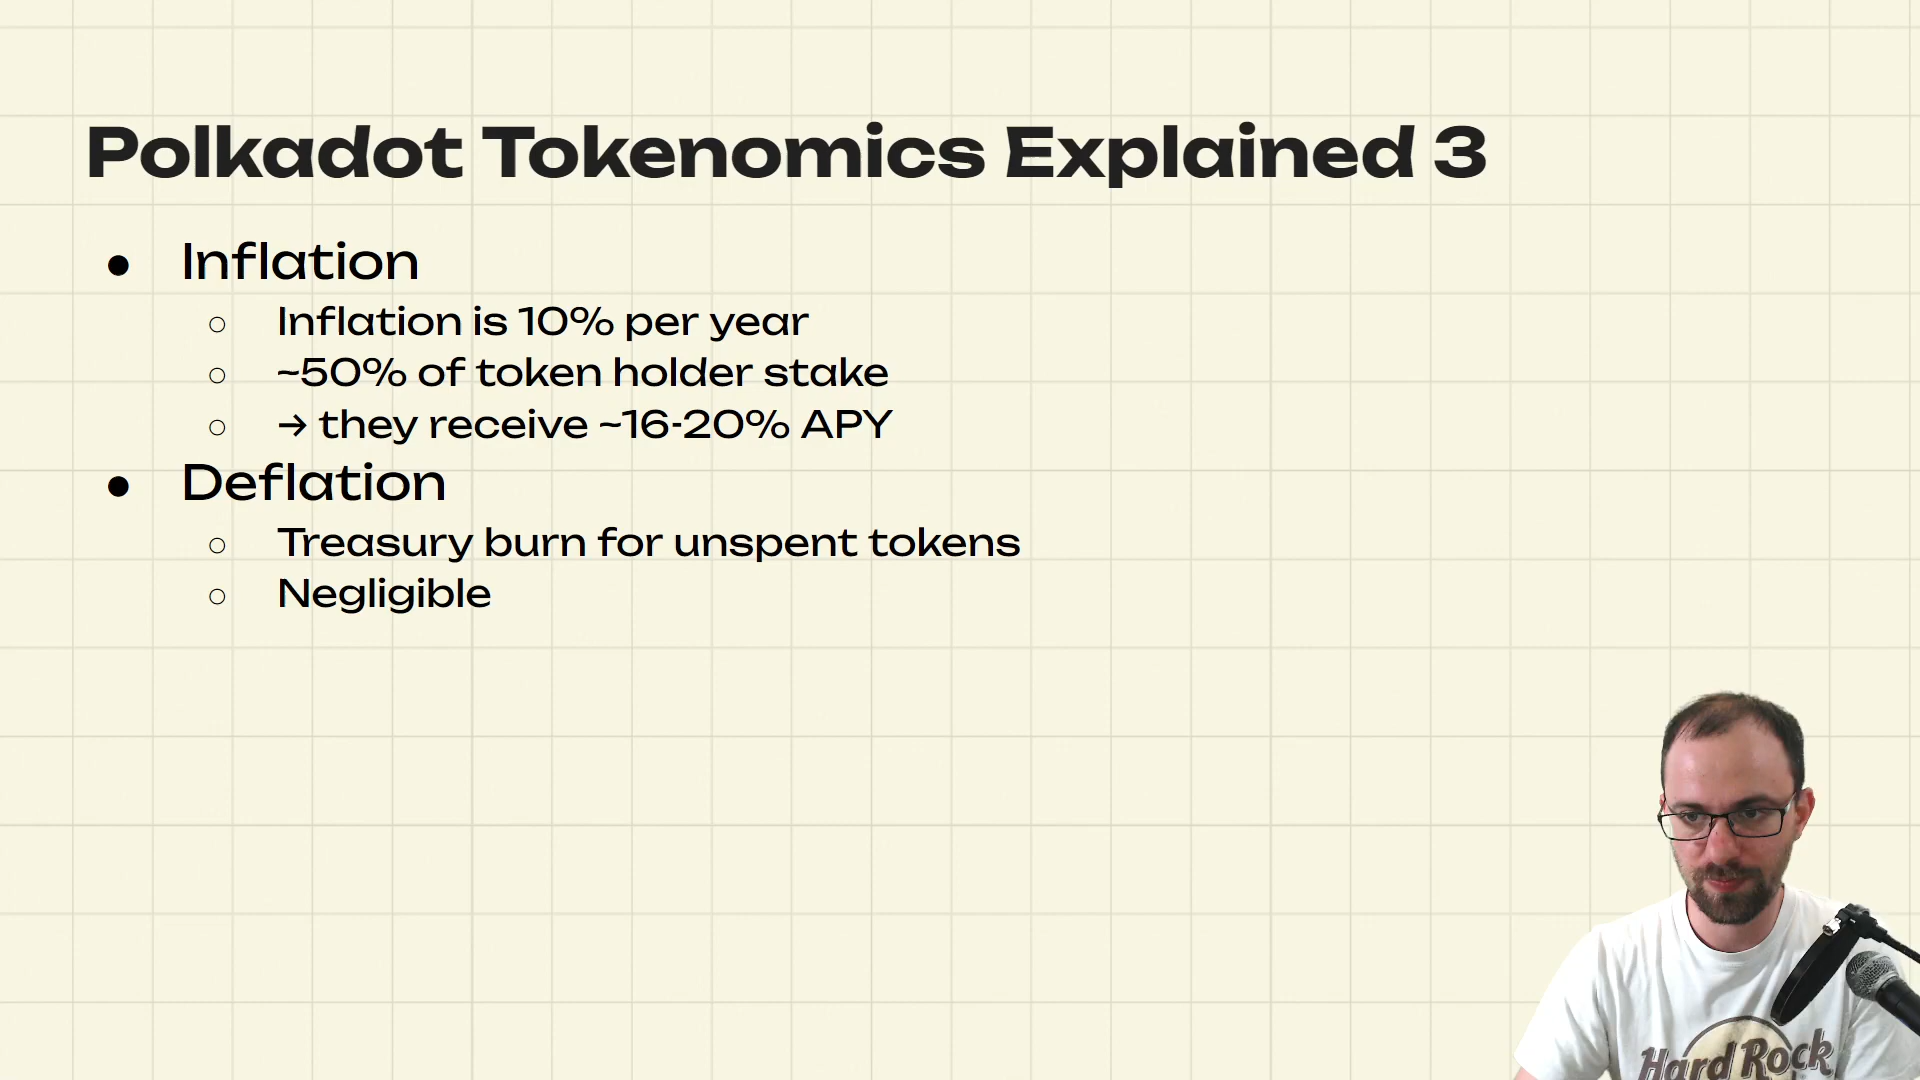 Polkadot Tokenomics Explained 3
● Inflation
○ Inflation is 10% per year
○ ~50% of token holder stake
○ → they receive ~16-20% APY
● Deflation
○ Treasury burn for unspent tokens
○ Negligible
Hard Rock